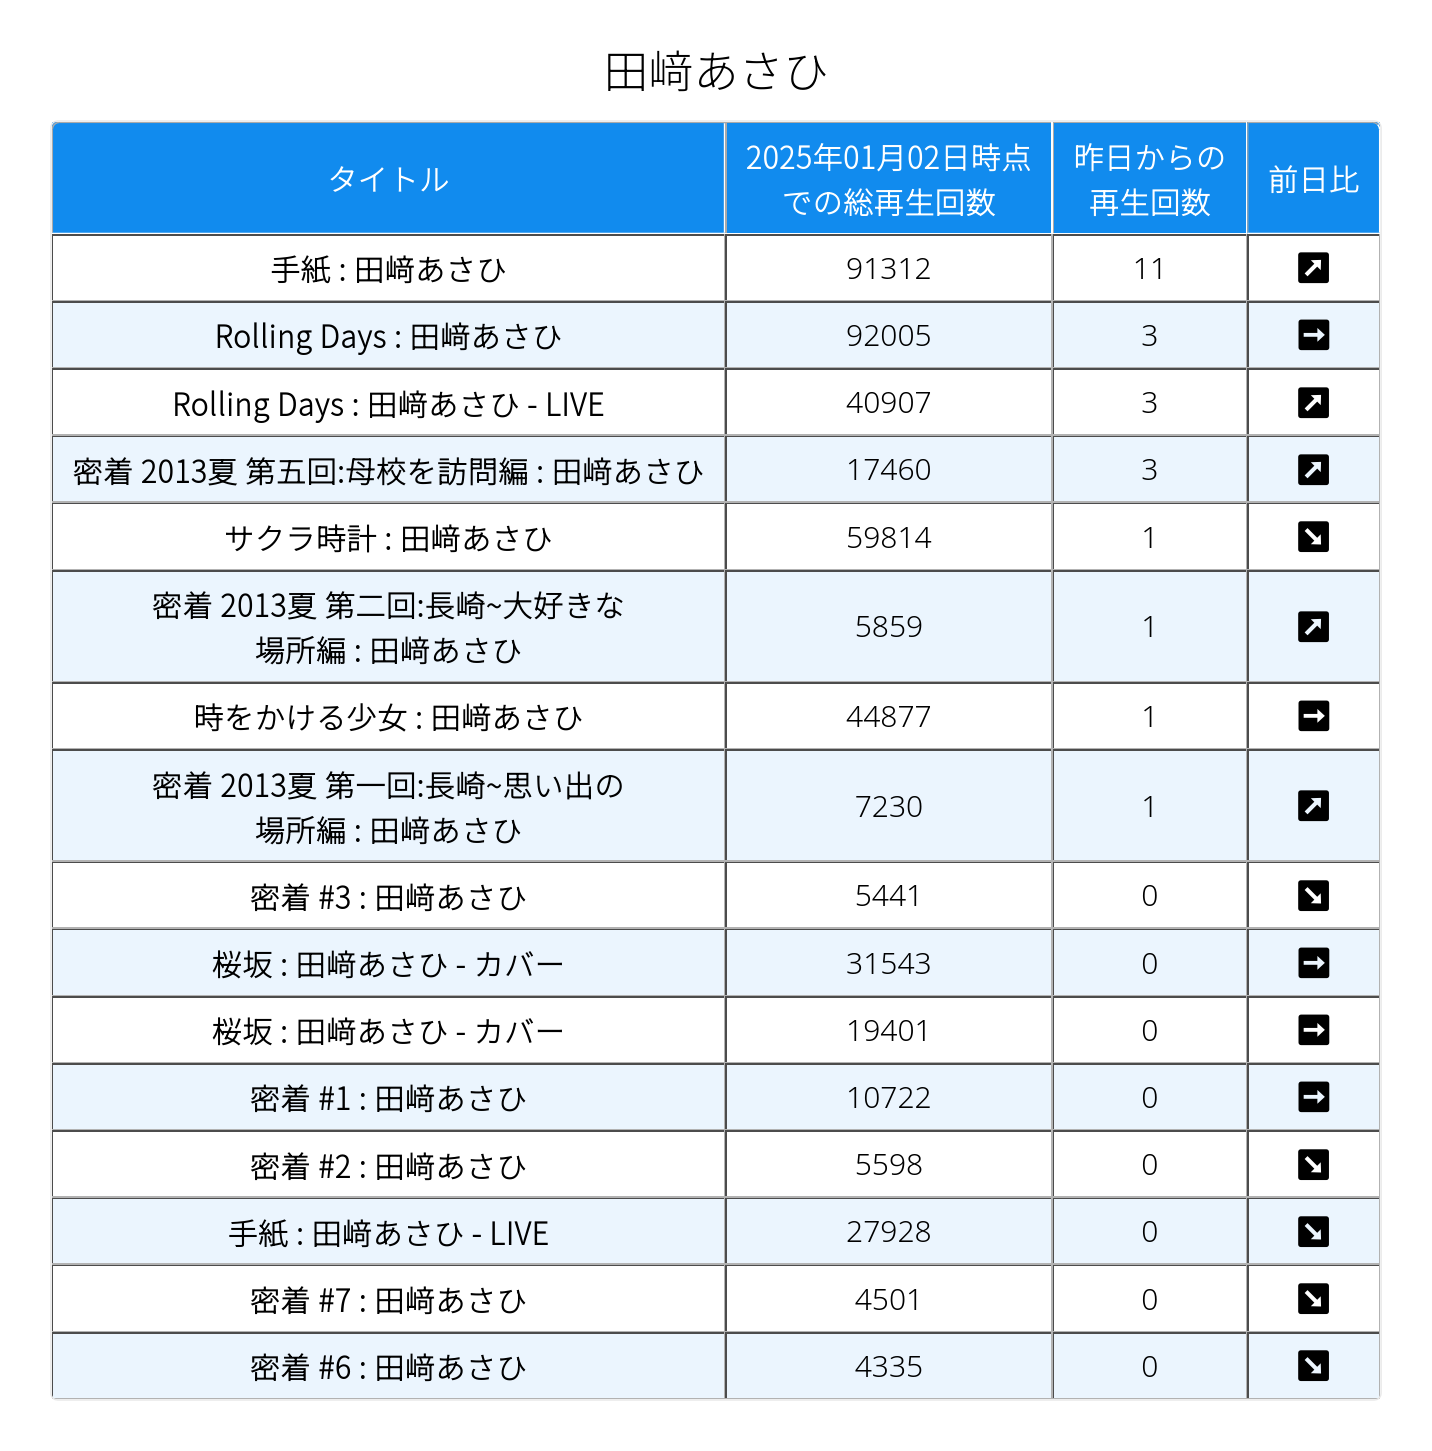 田﨑あさひ
タイトル
2025年01月02日時点
での総再生回数
昨日からの
再生回数
前日比
手紙 : 田﨑あさひ
91312
11
Rolling Days : 田﨑あさひ
92005
3
Rolling Days : 田﨑あさひ - LIVE
40907
3
密着 2013夏 第五回:母校を訪問編 : 田﨑あさひ
17460
3
サクラ時計 : 田﨑あさひ
59814
1
密着 2013夏 第二回:長崎~大好きな
場所編 : 田﨑あさひ
5859
1
時をかける少女 : 田﨑あさひ
44877
1
密着 2013夏 第一回:長崎~思い出の
場所編 : 田﨑あさひ
7230
1
密着 #3 : 田﨑あさひ
5441
0
桜坂 : 田﨑あさひ - カバー
31543
0
桜坂 : 田﨑あさひ - カバー
19401
0
密着 #1 : 田﨑あさひ
10722
0
密着 #2 : 田﨑あさひ
5598
0
手紙 : 田﨑あさひ - LIVE
27928
0
密着 #7 : 田﨑あさひ
4501
0
密着 #6 : 田﨑あさひ
4335
0